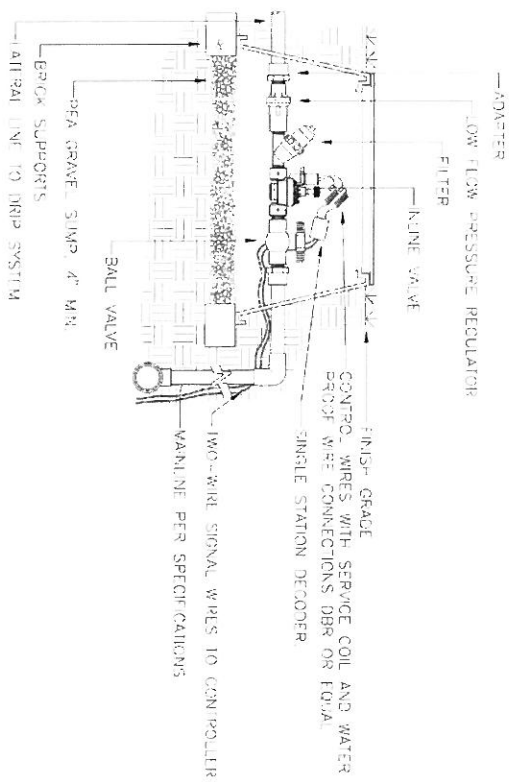 ADAPTER
LOW FLOW PRESSURE REGULATOR
FILTER
INLINE VALVE
FINISH GRADE
CONTROL WIRES WITH SERVICE COIL AND WATER
PROOF WIRE CONNECTIONS DBR OR EQUAL
SINGLE STATION DECODER
TWO-WIRE SIGNAL WIRES TO CONTROLLER
MAINLINE PER SPECIFICATIONS
BALL VALVE
PEA GRAVEL SUMP, 4" MIN
BRICK SUPPORTS
LATERAL LINE TO DRIP SYSTEM